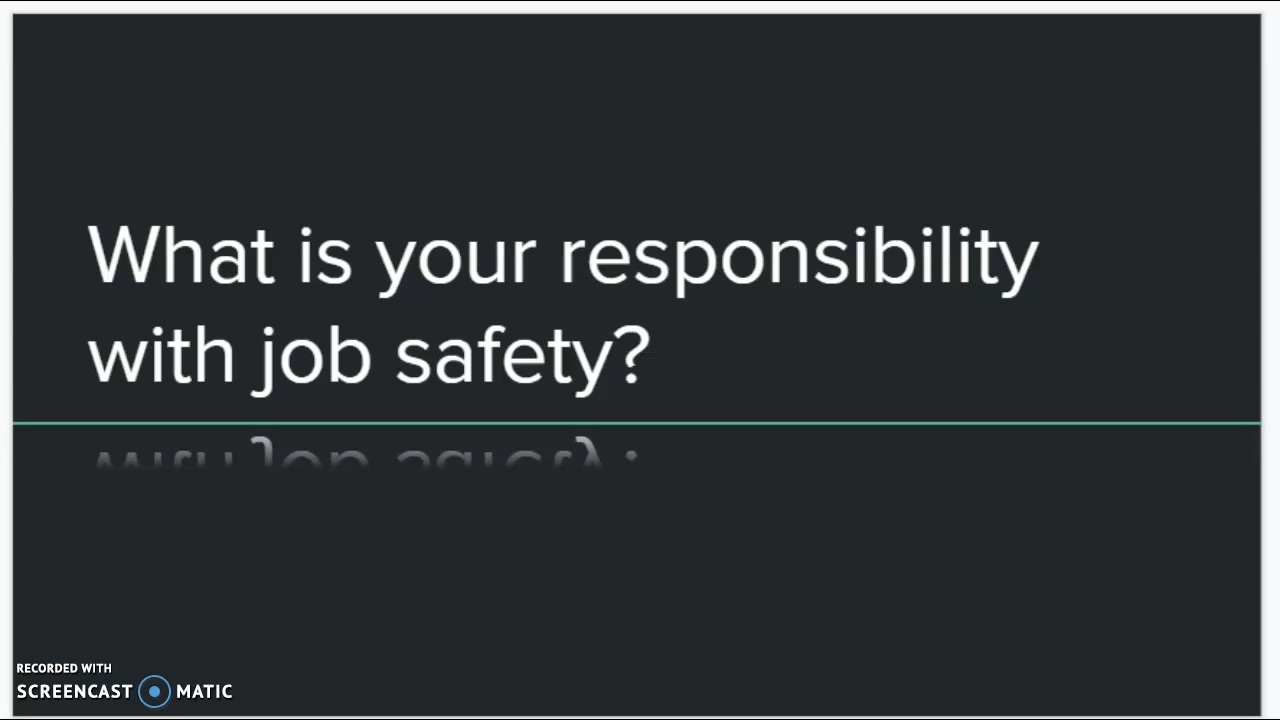 What is your responsibility
with job safety?
RECORDED WITH
SCREENCAST MATIC